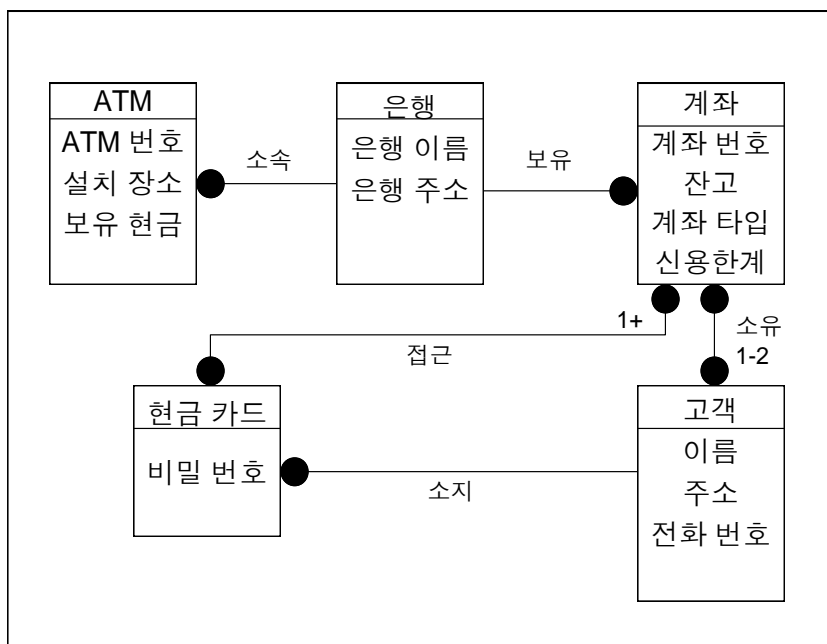 ATM
ATM 번호
설치 장소
보유 현금
소속
은행
은행 이름
은행 주소
보유
계좌
계좌 번호
잔고
계좌 타입
신용한계
1+
접근
소유
1-2
현금 카드
비밀 번호
소지
고객
이름
주소
전화 번호